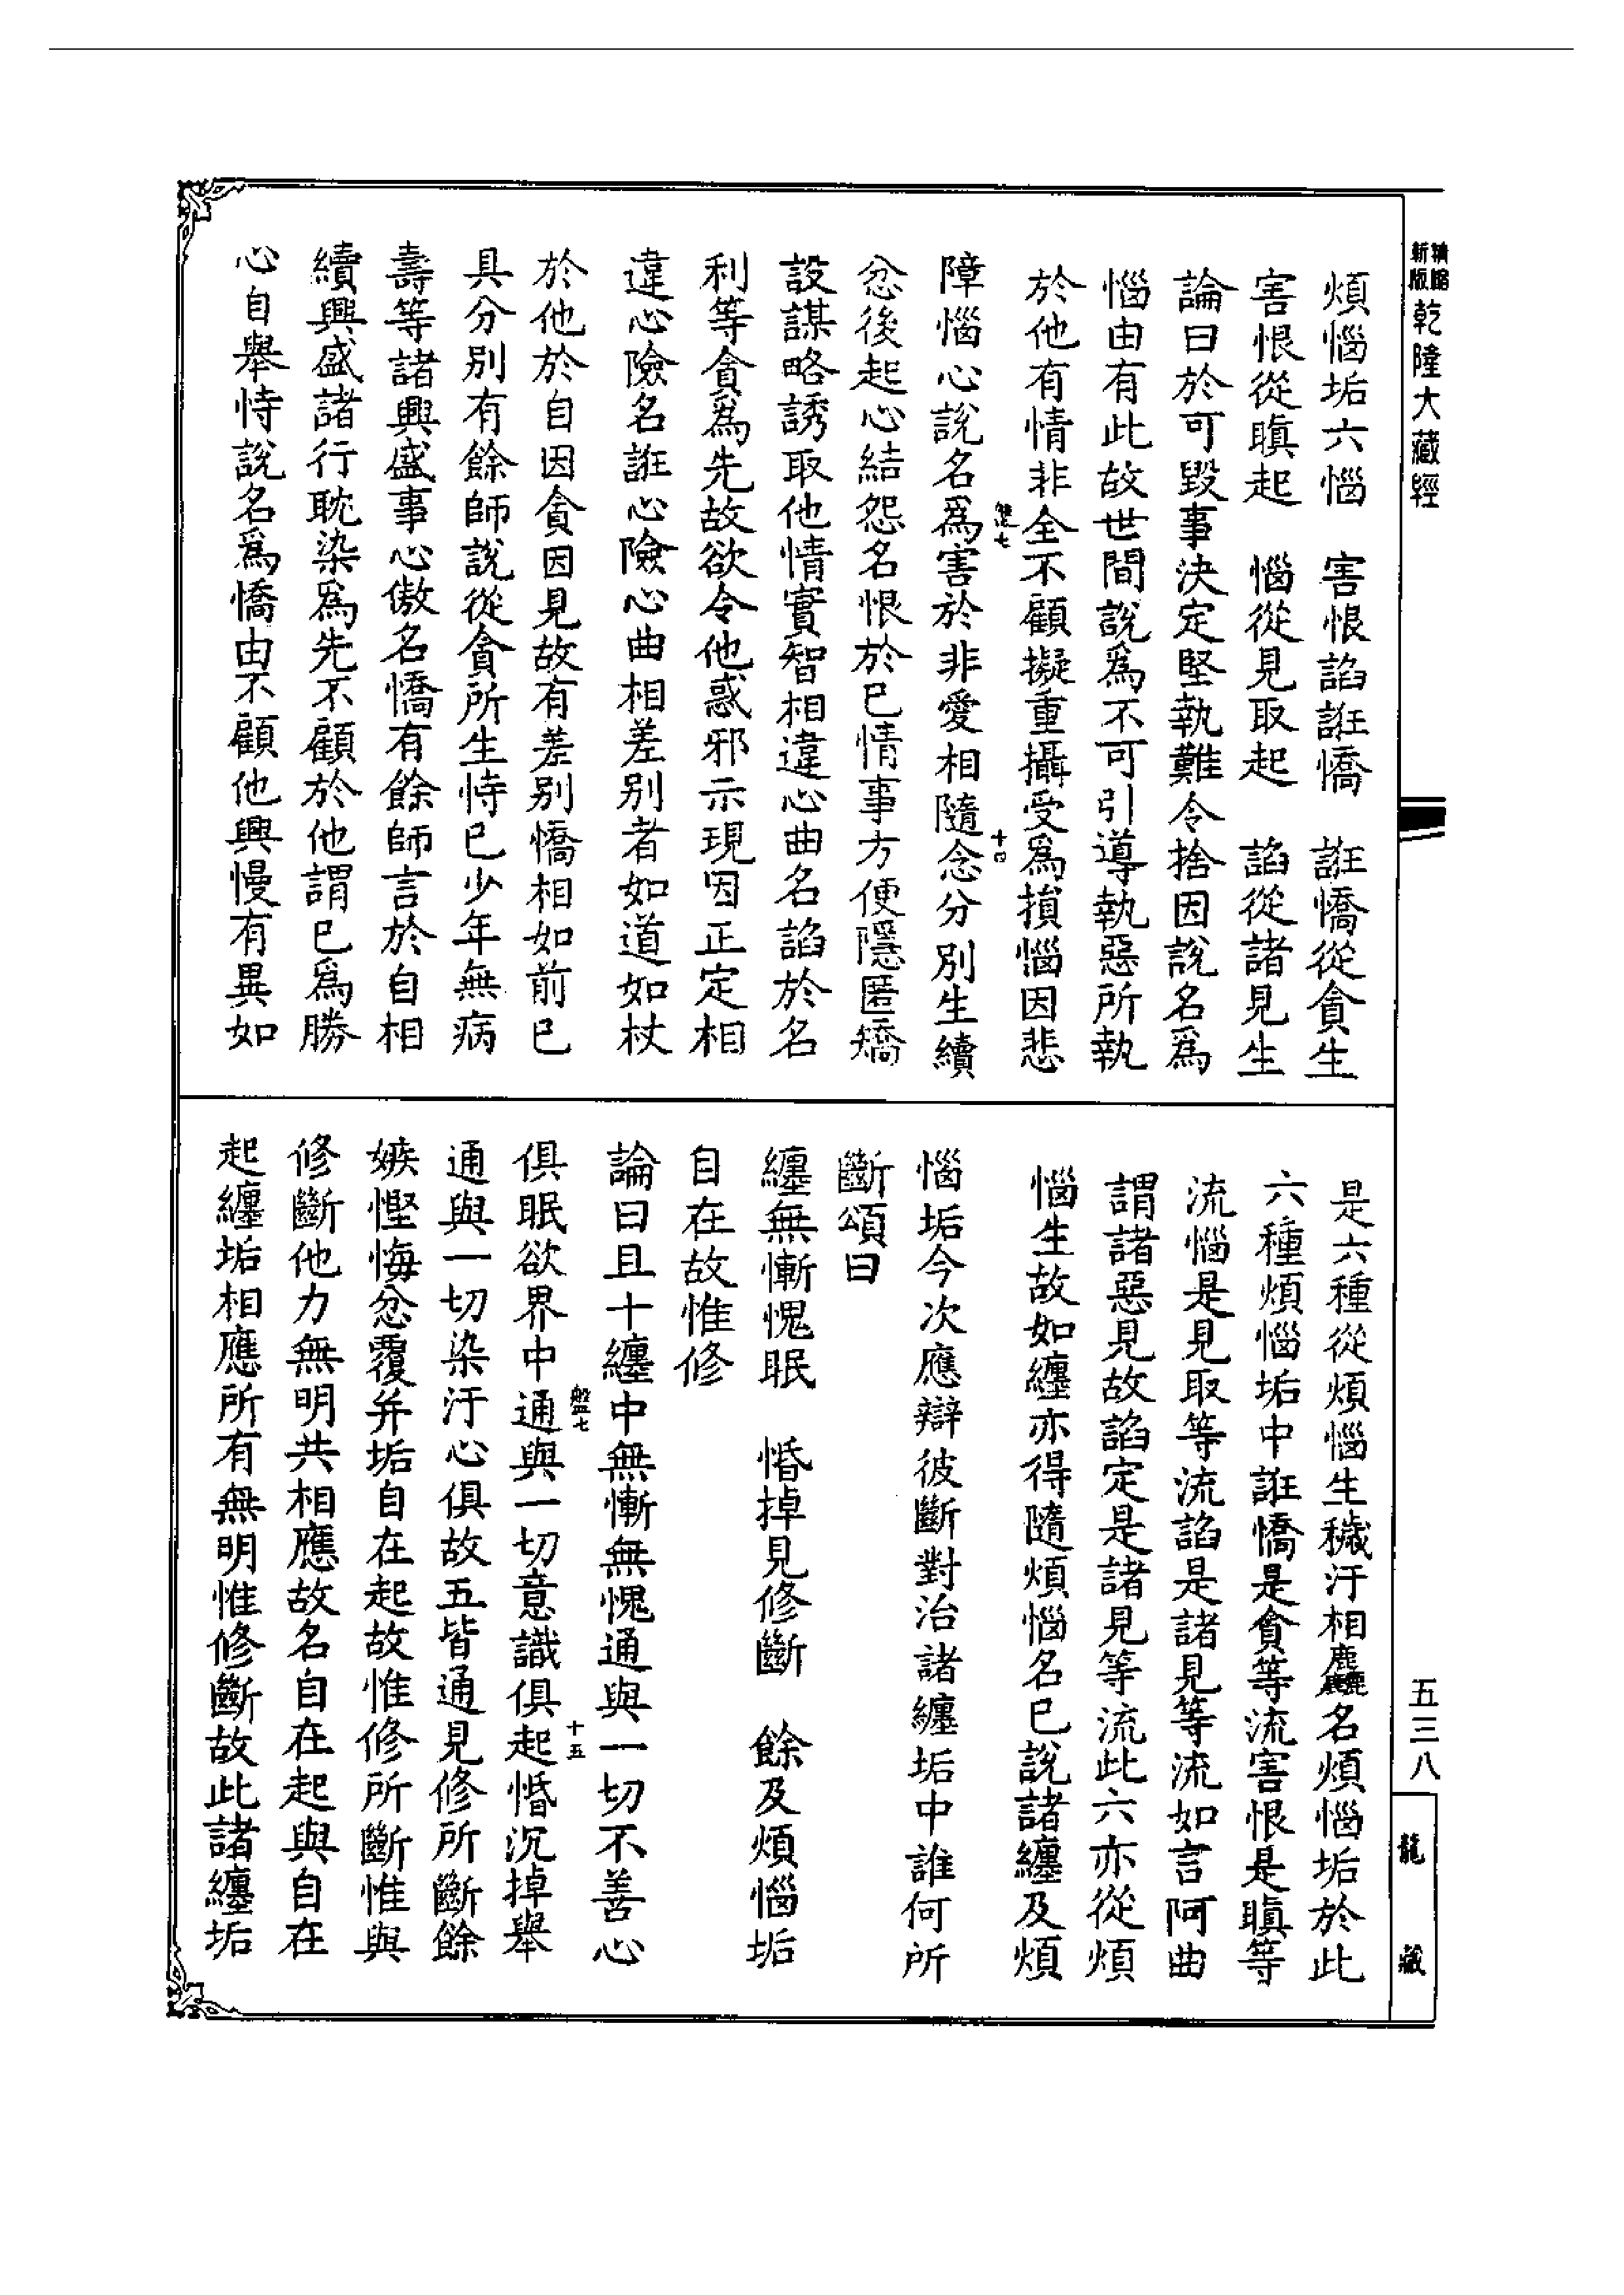 新版 精縮 乾隆大藏經
煩惱垢六惱 害恨諂誑憍 誑憍從貪生
害恨從瞋起 惱從見取起 諂從諸見生
論曰於可毀事決定堅執難令捨因說名爲
惱由有此故世間說爲不可引導執惡所執
於他有情非全不顧擬重攝受爲損惱因悲
障惱心說名爲害於非愛相隨念分別生續
忿後起心結怨名恨於已情事方便隱匿矯
設謀略誘取他情實智相違心曲名諂於名
利等貪爲先故欲令他惑邪示現因正定相
違心險名誑心險心曲相差别者如道如杖
於他於自因貪因見故有差别憍相如前已
具分别有餘師說從貪所生恃已少年無病
壽等諸興盛事心傲名憍有餘師言於自相
續興盛諸行耽染爲先不顧於他謂已爲勝
心自舉恃說名爲憍由不顧他興慢有異如
十四
是六種從煩惱生穢汙相麤名煩惱垢於此
六種煩惱垢中誑憍是貪等流害恨是瞋等
流惱是見取等流諂是諸見等流如言何曲
謂諸惡見故諂定是諸見等流此六亦從煩
惱生故如纏亦得隨煩惱名已說諸纏及煩
惱垢今次應辯彼斷對治諸纏垢中誰何所
斷頌曰
纏無慚愧眠 惛掉見修斷 餘及煩惱垢
自在故惟修
論曰且十纏中無慚無愧通與一切不善心
俱眠欲界中通與一切意識俱起惛沉掉舉
通與一切染汙心俱故五皆通見修所斷餘
嫉慳悔忿覆并垢自在起故惟修所斷惟與
修斷他力無明共相應故名自在起與自在
起纏垢相應所有無明惟修斷故此諸纏垢
十五
五三八
龍藏